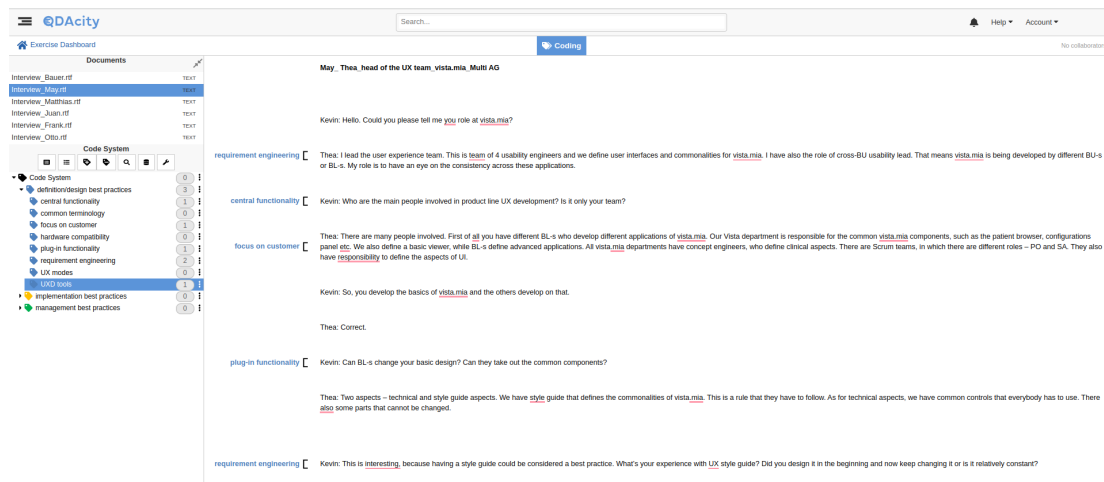 QDAcity
Search...
Help
Account
Exercise Dashboard
Coding
No collaborator
Documents
Interview_Bauer.rtf TEXT
Interview_May.rtf TEXT
Interview_Matthias.rtf TEXT
Interview_Juan.rtf TEXT
Interview_Frank.rtf TEXT
Interview_Otto.rtf TEXT
Code System
Code System 0
definition/design best practices 3
central functionality 1
common terminology 0
focus on customer 1
hardware compatibility 0
plug-in functionality 1
requirement engineering 2
UX modes 0
UXD tools 1
implementation best practices 0
management best practices 0
May_ Thea_head of the UX team_vista.mia_Multi AG
Kevin: Hello. Could you please tell me you role at vista.mia?
requirement engineering
Thea: I lead the user experience team. This is team of 4 usability engineers and we define user interfaces and commonalities for vista.mia. I have also the role of cross-BU usability lead. That means vista.mia is being developed by different BU-s
or BL-s. My role is to have an eye on the consistency across these applications.
central functionality
Kevin: Who are the main people involved in product line UX development? Is it only your team?
Thea: There are many people involved. First of all you have different BL-s who develop different applications of vista.mia. Our Vista department is responsible for the common vista.mia components, such as the patient browser, configurations
focus on customer
panel etc. We also define a basic viewer, while BL-s define advanced applications. All vista.mia departments have concept engineers, who define clinical aspects. There are Scrum teams, in which there are different roles – PO and SA. They also
have responsibility to define the aspects of UI.
Kevin: So, you develop the basics of vista.mia and the others develop on that.
Thea: Correct.
plug-in functionality
Kevin: Can BL-s change your basic design? Can they take out the common components?
Thea: Two aspects – technical and style guide aspects. We have style guide that defines the commonalities of vista.mia. This is a rule that they have to follow. As for technical aspects, we have common controls that everybody has to use. There
also some parts that cannot be changed.
requirement engineering
Kevin: This is interesting, because having a style guide could be considered a best practice. What's your experience with UX style guide? Did you design it in the beginning and now keep changing it or is it relatively constant?